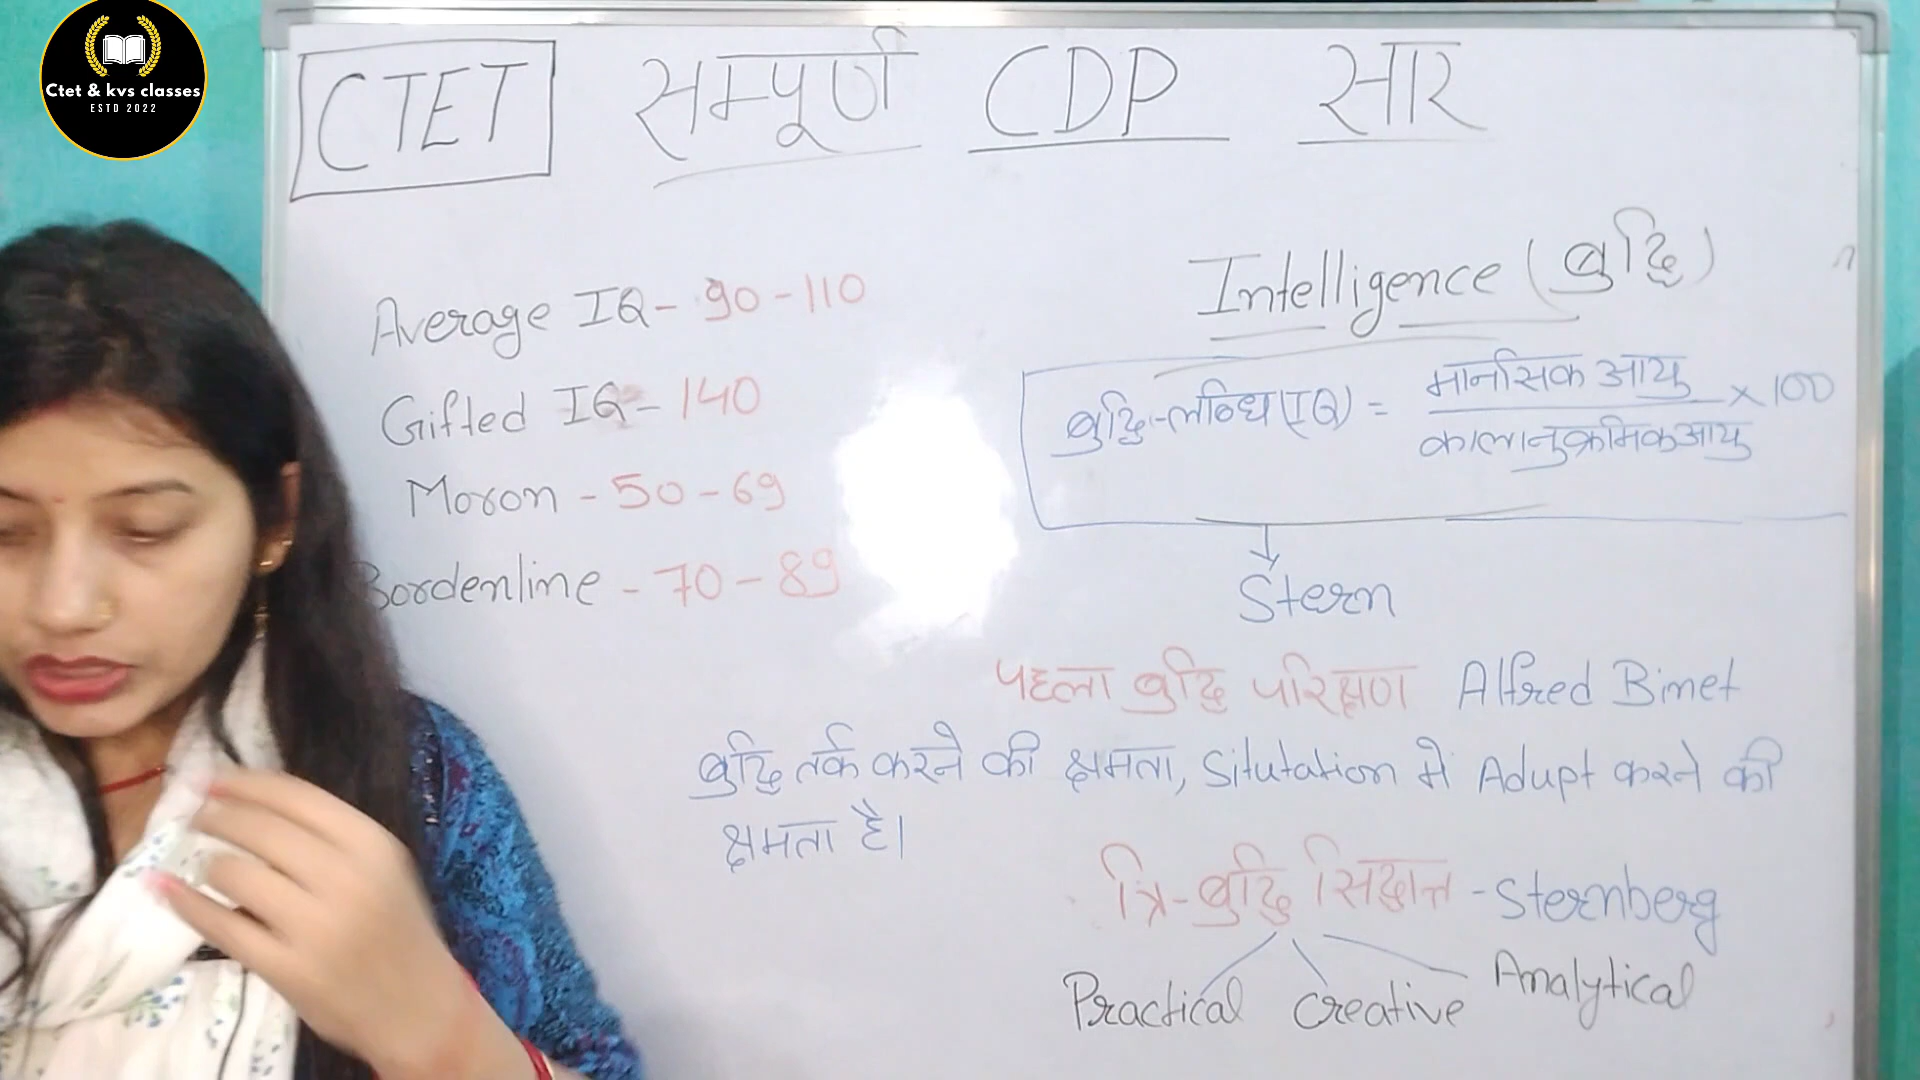 Ctet & kvs classes
ESTD 2022
CTET सम्पूर्ण CDP सार
Average IQ - 90 - 110
Gifted IQ - 140
Moron - 50 - 69
Bordenline - 70 - 89
Intelligence (बुद्धि)
बुद्धि-लब्धि (IQ) = मानसिक आयु × 100
कालानुक्रमिक आयु
Stern
पहला बुद्धि परिक्षण Alfred Binet
बुद्धि तर्क करने की क्षमता, Situtation में Adupt करने की
क्षमता है।
त्रि-बुद्धि सिद्धान्त - Sternberg
Practical Creative Analytical